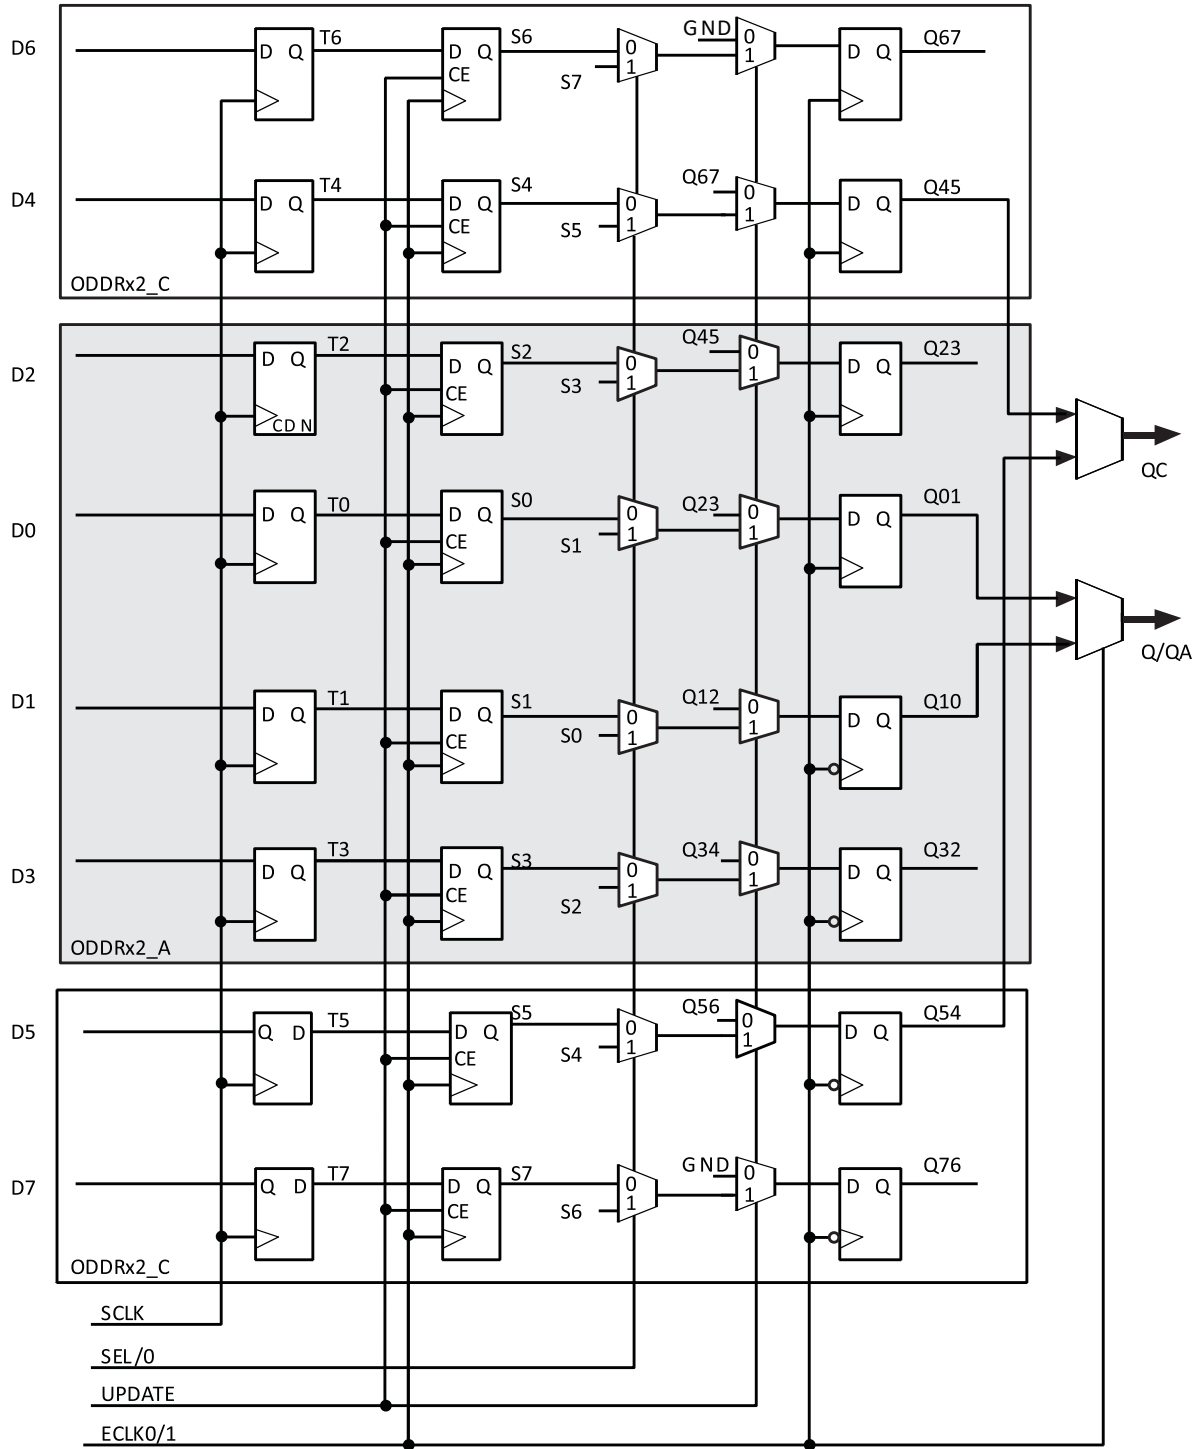 T6 S6 GND Q67
D6 D Q D Q 0 0 D Q
CE 1 1
S7
T4 S4 Q67 Q45
D4 D Q D Q 0 0 D Q
CE 1 1
S5
ODDRx2_C
T2 S2 Q45 Q23
D2 D Q D Q 0 0 D Q
CE S3 1 1
CDN
QC
T0 S0 Q23 Q01
D0 D Q D Q 0 0 D Q
CE 1 1
S1
Q/QA
T1 S1 Q12 Q10
D1 D Q D Q 0 0 D Q
CE S0 1 1
T3 S3 Q34 Q32
D3 D Q D Q 0 0 D Q
CE 1 1
S2
ODDRx2_A
T5 S5 Q56 Q54
D5 Q D D Q 0 0 D Q
CE S4 1 1
T7 S7 GND Q76
D7 Q D D Q 0 0 D Q
CE S6 1 1
ODDRx2_C
SCLK
SEL/0
UPDATE
ECLK0/1